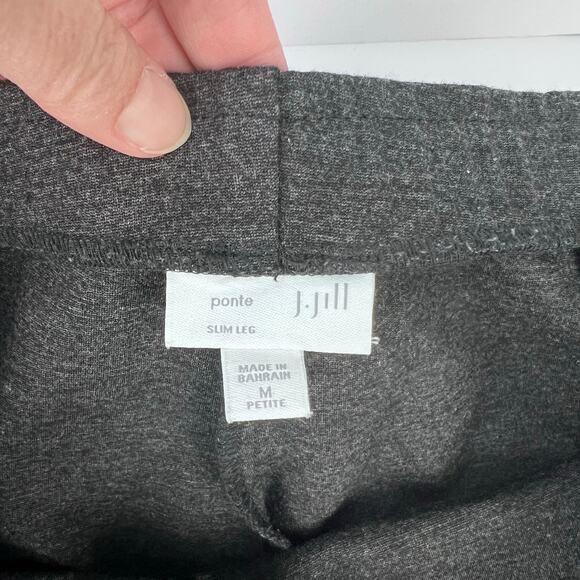 ponte J.Jill
SLIM LEG
MADE IN
BAHRAIN
M
PETITE